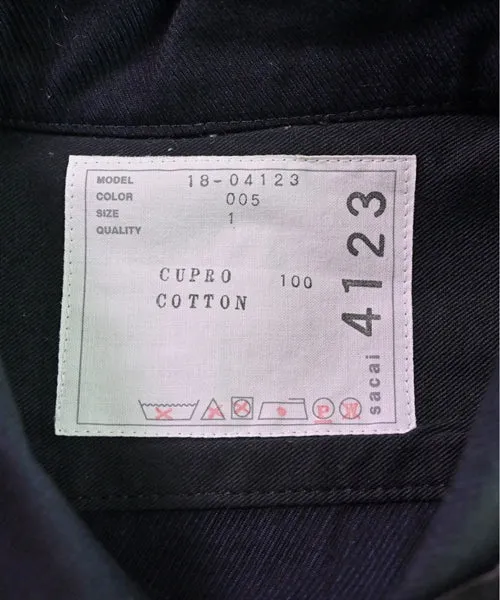 MODEL 18-04123
COLOR 005
SIZE 1
QUALITY
CUPRO 100
COTTON
P W
sacai 4123